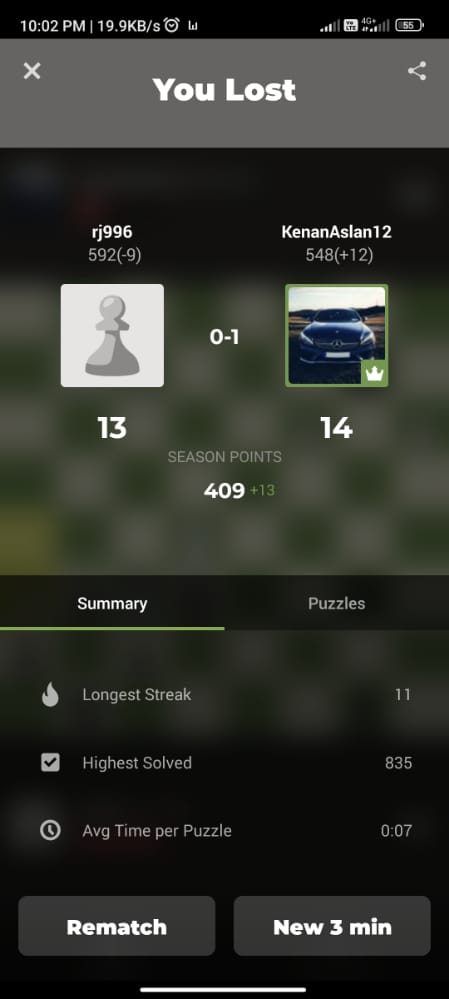 10:02 PM | 19.9KB/s
4G+
55
You Lost
rj996
592(-9)
KenanAslan12
548(+12)
0-1
13
14
SEASON POINTS
409 +13
Summary
Puzzles
Longest Streak
11
Highest Solved
835
Avg Time per Puzzle
0:07
Rematch
New 3 min